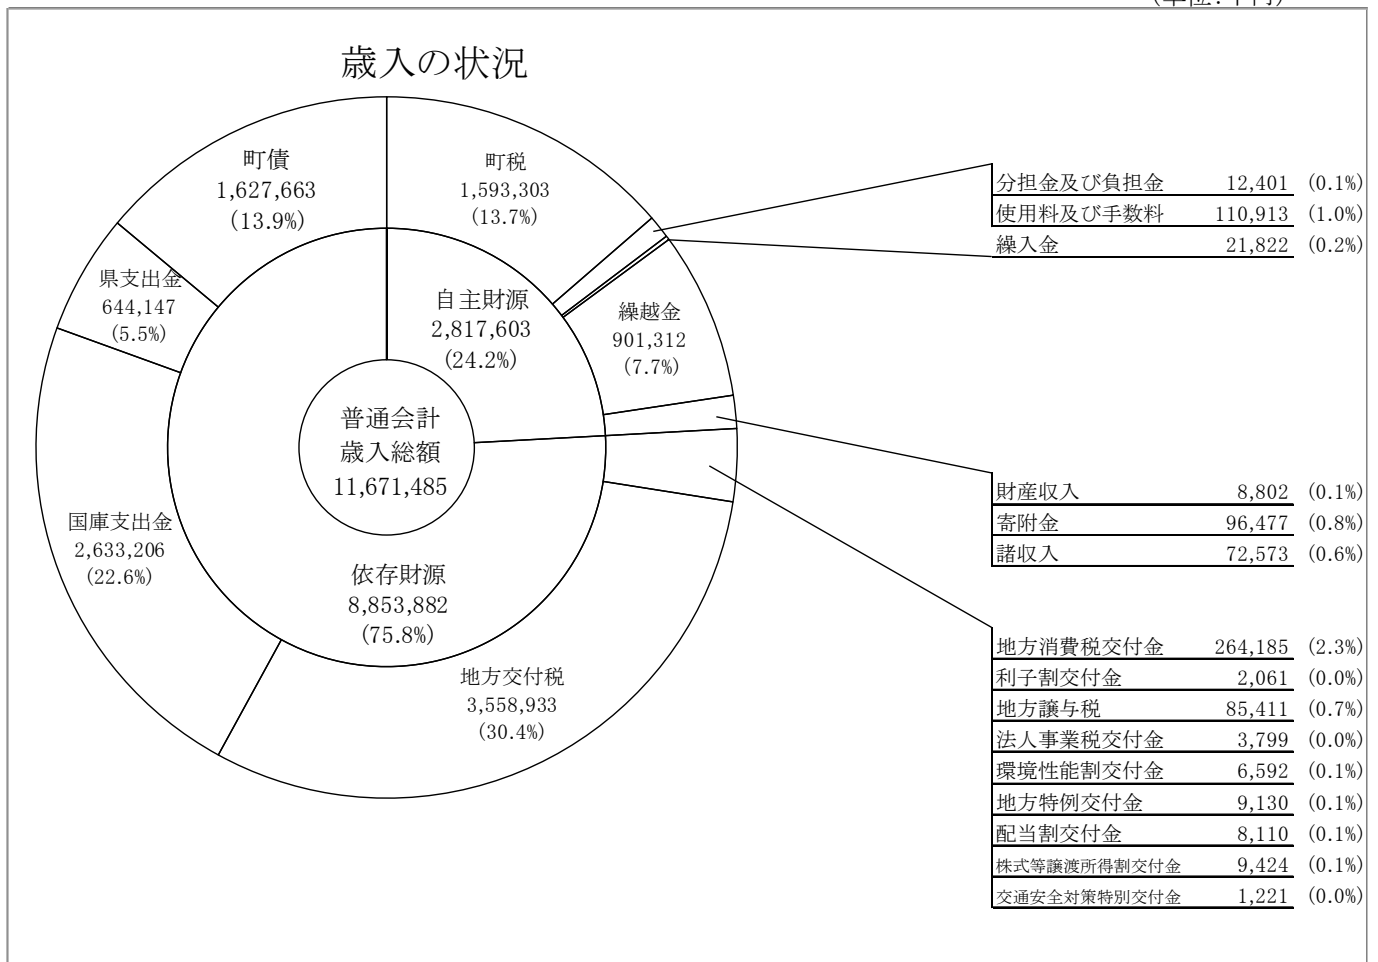 歳入の状況
町債
1,627,663
(13.9%)
町税
1,593,303
(13.7%)
分担金及び負担金 12,401 (0.1%)
使用料及び手数料 110,913 (1.0%)
繰入金 21,822 (0.2%)
県支出金
644,147
(5.5%)
自主財源
2,817,603
(24.2%)
繰越金
901,312
(7.7%)
普通会計
歳入総額
11,671,485
財産収入 8,802 (0.1%)
寄附金 96,477 (0.8%)
諸収入 72,573 (0.6%)
国庫支出金
2,633,206
(22.6%)
依存財源
8,853,882
(75.8%)
地方交付税
3,558,933
(30.4%)
地方消費税交付金 264,185 (2.3%)
利子割交付金 2,061 (0.0%)
地方譲与税 85,411 (0.7%)
法人事業税交付金 3,799 (0.0%)
環境性能割交付金 6,592 (0.1%)
地方特例交付金 9,130 (0.1%)
配当割交付金 8,110 (0.1%)
株式等譲渡所得割交付金 9,424 (0.1%)
交通安全対策特別交付金 1,221 (0.0%)